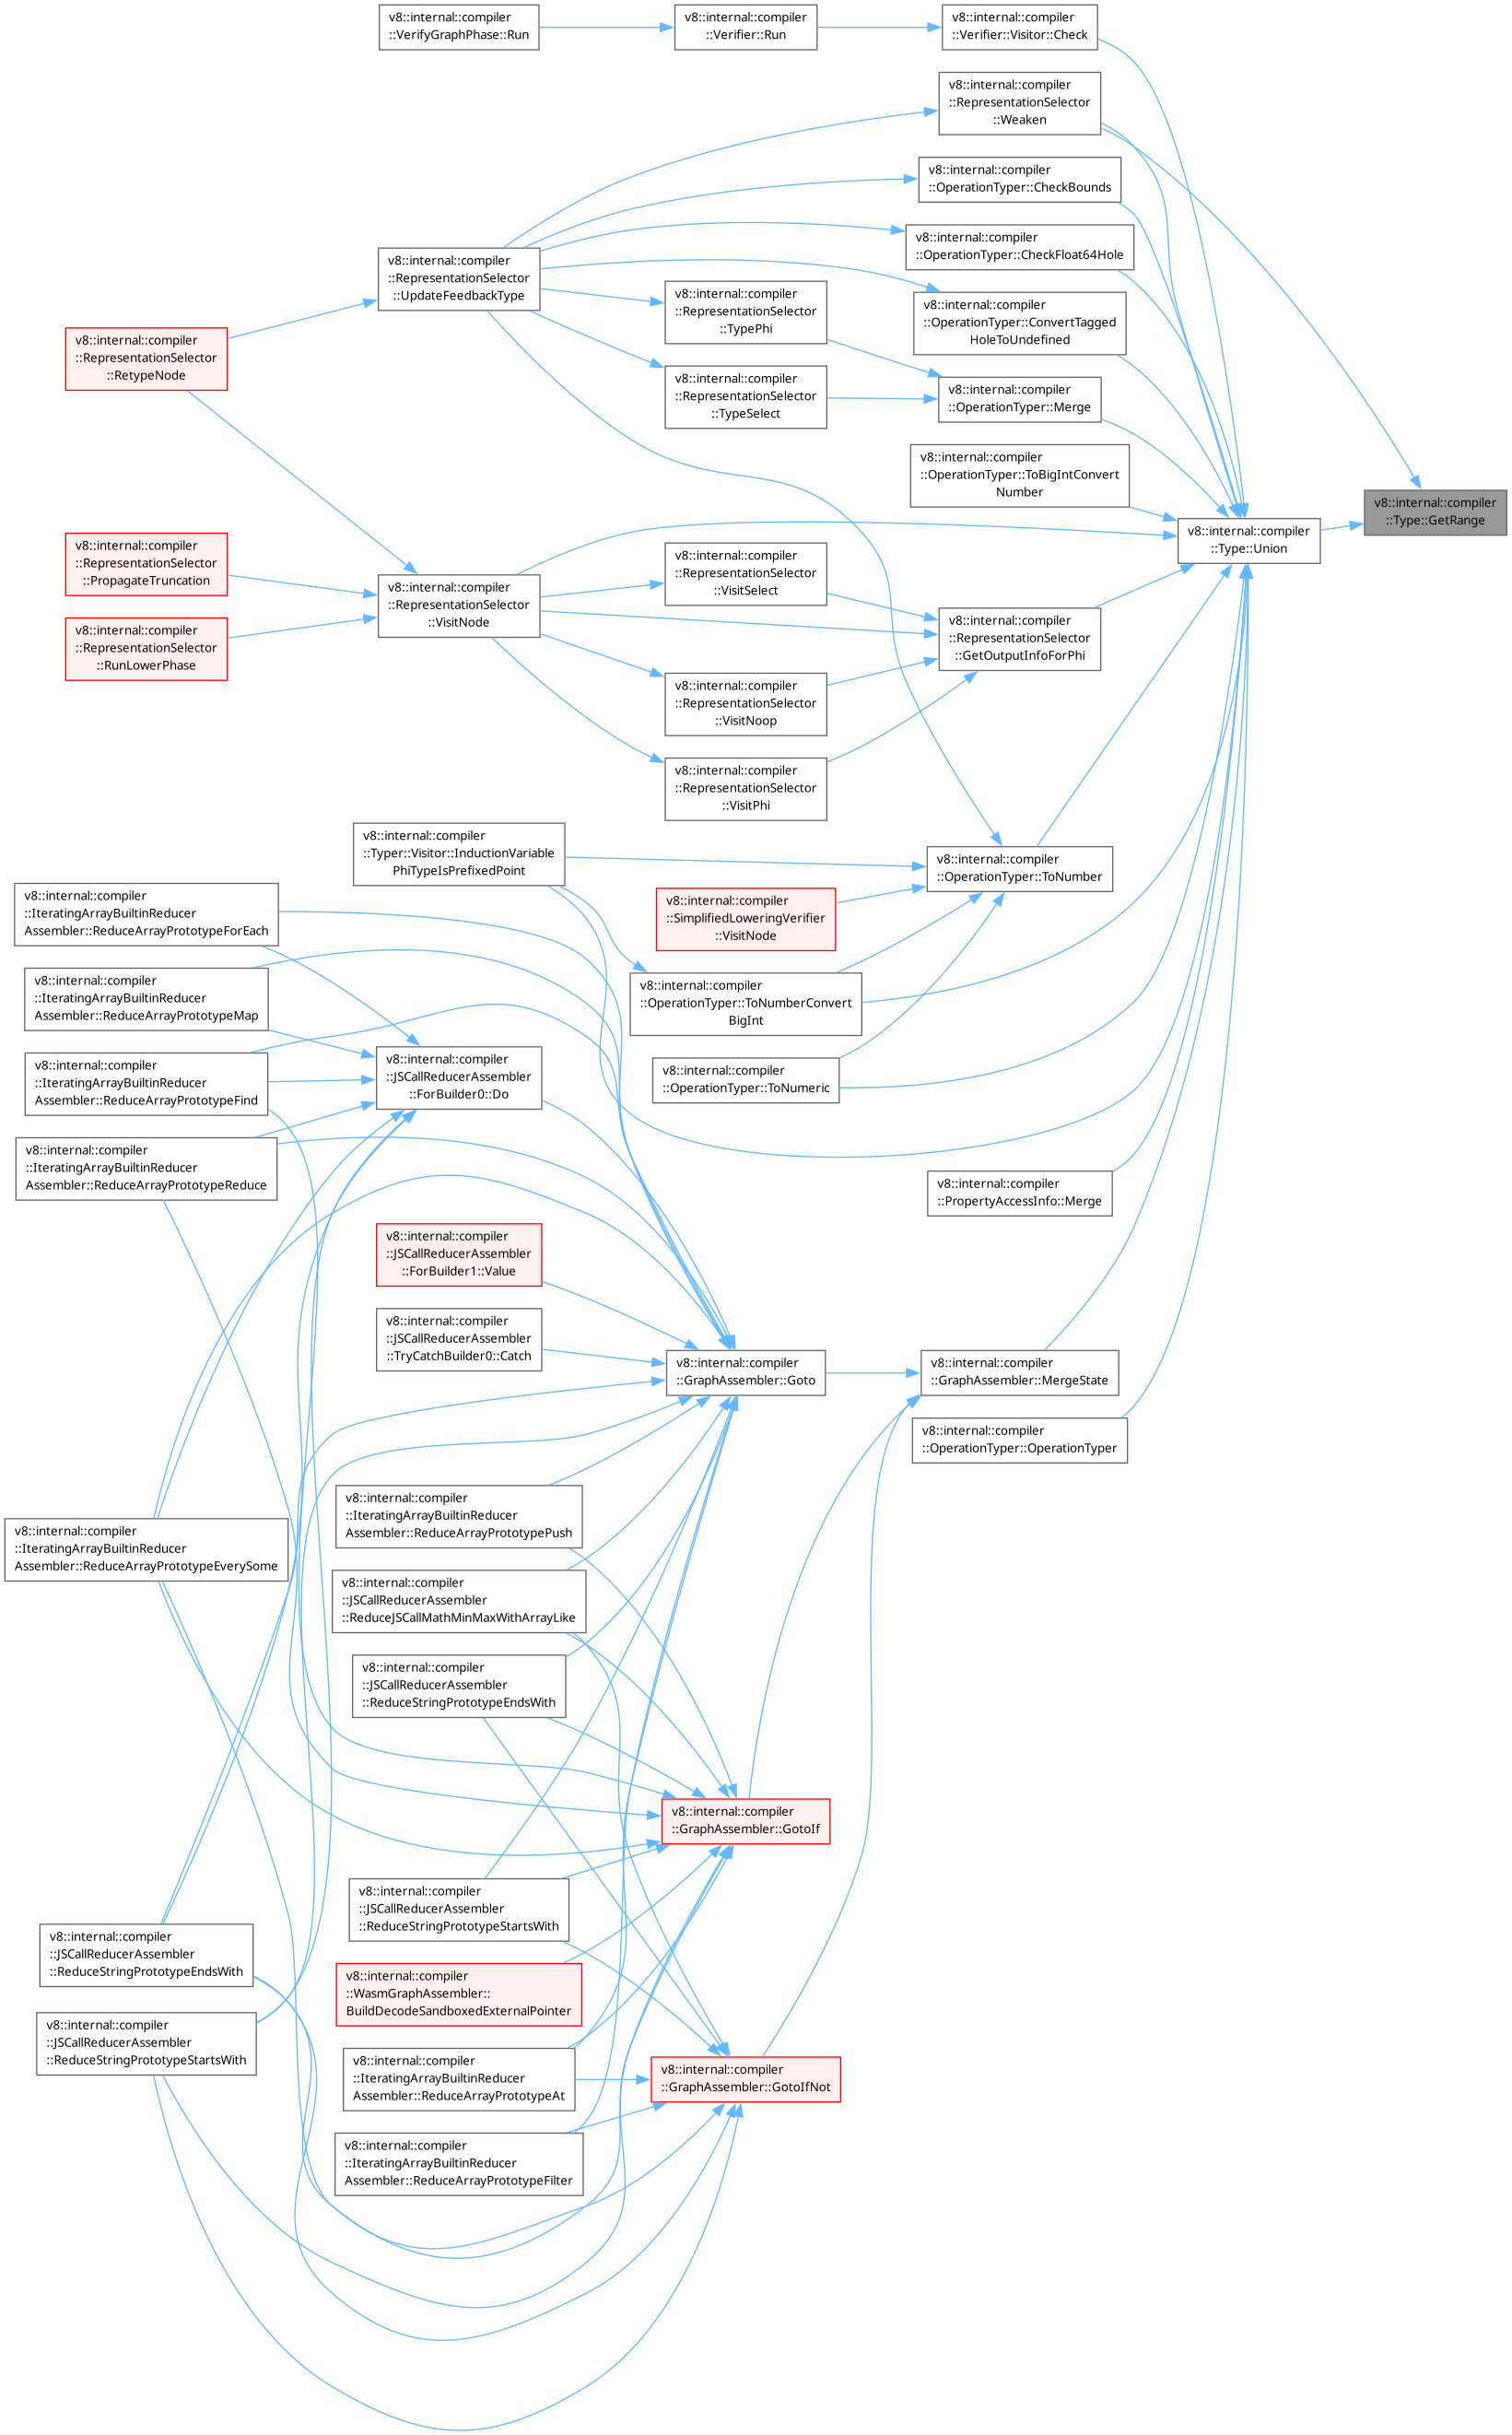 v8::internal::compiler
::VerifyGraphPhase::Run
v8::internal::compiler
::Verifier::Run
v8::internal::compiler
::Verifier::Visitor::Check
v8::internal::compiler
::RepresentationSelector
::Weaken
v8::internal::compiler
::OperationTyper::CheckBounds
v8::internal::compiler
::OperationTyper::CheckFloat64Hole
v8::internal::compiler
::RepresentationSelector
::UpdateFeedbackType
v8::internal::compiler
::OperationTyper::ConvertTagged
HoleToUndefined
v8::internal::compiler
::RepresentationSelector
::TypePhi
v8::internal::compiler
::RepresentationSelector
::RetypeNode
v8::internal::compiler
::RepresentationSelector
::TypeSelect
v8::internal::compiler
::OperationTyper::Merge
v8::internal::compiler
::OperationTyper::ToBigIntConvert
Number
v8::internal::compiler
::Type::GetRange
v8::internal::compiler
::Type::Union
v8::internal::compiler
::RepresentationSelector
::PropagateTruncation
v8::internal::compiler
::RepresentationSelector
::VisitSelect
v8::internal::compiler
::RepresentationSelector
::VisitNode
v8::internal::compiler
::RepresentationSelector
::GetOutputInfoForPhi
v8::internal::compiler
::RepresentationSelector
::RunLowerPhase
v8::internal::compiler
::RepresentationSelector
::VisitNoop
v8::internal::compiler
::RepresentationSelector
::VisitPhi
v8::internal::compiler
::Typer::Visitor::InductionVariable
PhiTypeIsPrefixedPoint
v8::internal::compiler
::OperationTyper::ToNumber
v8::internal::compiler
::IteratingArrayBuiltinReducer
Assembler::ReduceArrayPrototypeForEach
v8::internal::compiler
::SimplifiedLoweringVerifier
::VisitNode
v8::internal::compiler
::IteratingArrayBuiltinReducer
Assembler::ReduceArrayPrototypeMap
v8::internal::compiler
::OperationTyper::ToNumberConvert
BigInt
v8::internal::compiler
::IteratingArrayBuiltinReducer
Assembler::ReduceArrayPrototypeFind
v8::internal::compiler
::JSCallReducerAssembler
::ForBuilder0::Do
v8::internal::compiler
::OperationTyper::ToNumeric
v8::internal::compiler
::IteratingArrayBuiltinReducer
Assembler::ReduceArrayPrototypeReduce
v8::internal::compiler
::PropertyAccessInfo::Merge
v8::internal::compiler
::JSCallReducerAssembler
::ForBuilder1::Value
v8::internal::compiler
::JSCallReducerAssembler
::TryCatchBuilder0::Catch
v8::internal::compiler
::GraphAssembler::Goto
v8::internal::compiler
::GraphAssembler::MergeState
v8::internal::compiler
::OperationTyper::OperationTyper
v8::internal::compiler
::IteratingArrayBuiltinReducer
Assembler::ReduceArrayPrototypePush
v8::internal::compiler
::IteratingArrayBuiltinReducer
Assembler::ReduceArrayPrototypeEverySome
v8::internal::compiler
::JSCallReducerAssembler
::ReduceJSCallMathMinMaxWithArrayLike
v8::internal::compiler
::JSCallReducerAssembler
::ReduceStringPrototypeEndsWith
v8::internal::compiler
::GraphAssembler::GotoIf
v8::internal::compiler
::JSCallReducerAssembler
::ReduceStringPrototypeStartsWith
v8::internal::compiler
::JSCallReducerAssembler
::ReduceStringPrototypeEndsWith
v8::internal::compiler
::WasmGraphAssembler::
BuildDecodeSandboxedExternalPointer
v8::internal::compiler
::JSCallReducerAssembler
::ReduceStringPrototypeStartsWith
v8::internal::compiler
::IteratingArrayBuiltinReducer
Assembler::ReduceArrayPrototypeAt
v8::internal::compiler
::GraphAssembler::GotoIfNot
v8::internal::compiler
::IteratingArrayBuiltinReducer
Assembler::ReduceArrayPrototypeFilter